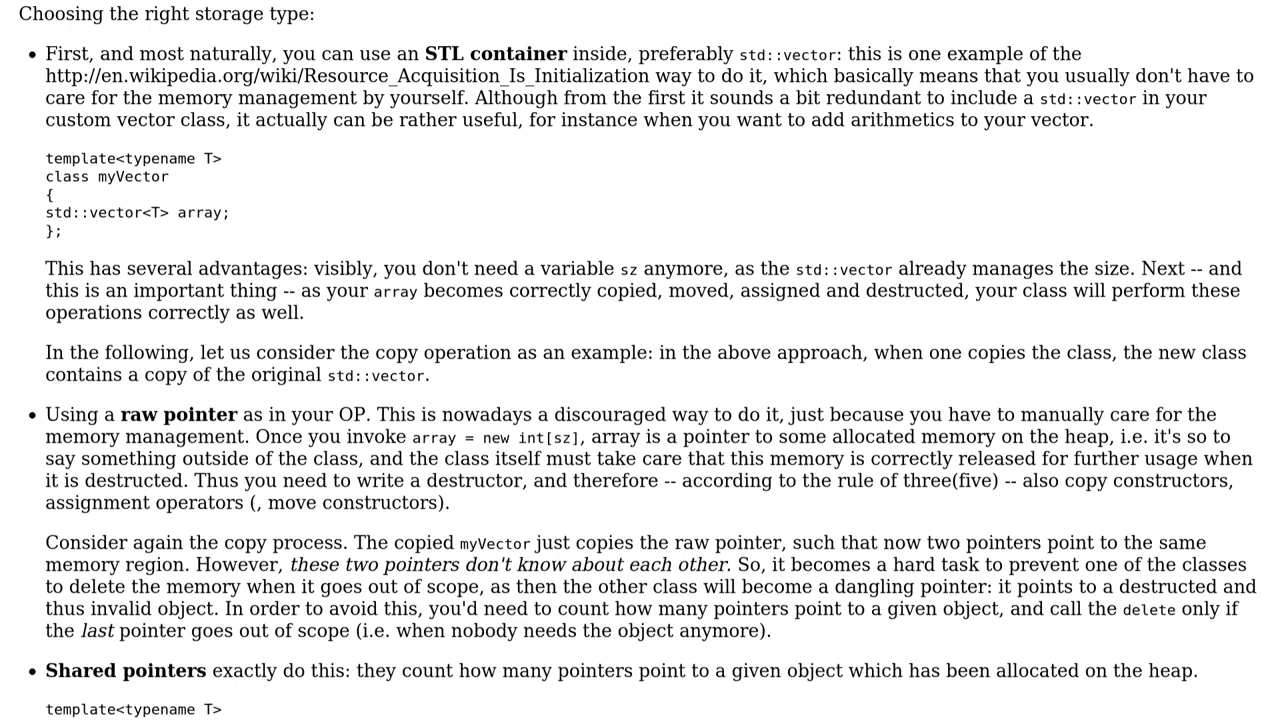 Choosing the right storage type:
• First, and most naturally, you can use an STL container inside, preferably std::vector: this is one example of the
http://en.wikipedia.org/wiki/Resource_Acquisition_Is_Initialization way to do it, which basically means that you usually don't have to
care for the memory management by yourself. Although from the first it sounds a bit redundant to include a std::vector in your
custom vector class, it actually can be rather useful, for instance when you want to add arithmetics to your vector.
template<typename T>
class myVector
{
std::vector<T> array;
};
This has several advantages: visibly, you don't need a variable sz anymore, as the std::vector already manages the size. Next -- and
this is an important thing -- as your array becomes correctly copied, moved, assigned and destructed, your class will perform these
operations correctly as well.
In the following, let us consider the copy operation as an example: in the above approach, when one copies the class, the new class
contains a copy of the original std::vector.
• Using a raw pointer as in your OP. This is nowadays a discouraged way to do it, just because you have to manually care for the
memory management. Once you invoke array = new int[sz], array is a pointer to some allocated memory on the heap, i.e. it's so to
say something outside of the class, and the class itself must take care that this memory is correctly released for further usage when
it is destructed. Thus you need to write a destructor, and therefore -- according to the rule of three(five) -- also copy constructors,
assignment operators (, move constructors).
Consider again the copy process. The copied myVector just copies the raw pointer, such that now two pointers point to the same
memory region. However, these two pointers don't know about each other. So, it becomes a hard task to prevent one of the classes
to delete the memory when it goes out of scope, as then the other class will become a dangling pointer: it points to a destructed and
thus invalid object. In order to avoid this, you'd need to count how many pointers point to a given object, and call the delete only if
the last pointer goes out of scope (i.e. when nobody needs the object anymore).
• Shared pointers exactly do this: they count how many pointers point to a given object which has been allocated on the heap.
template<typename T>